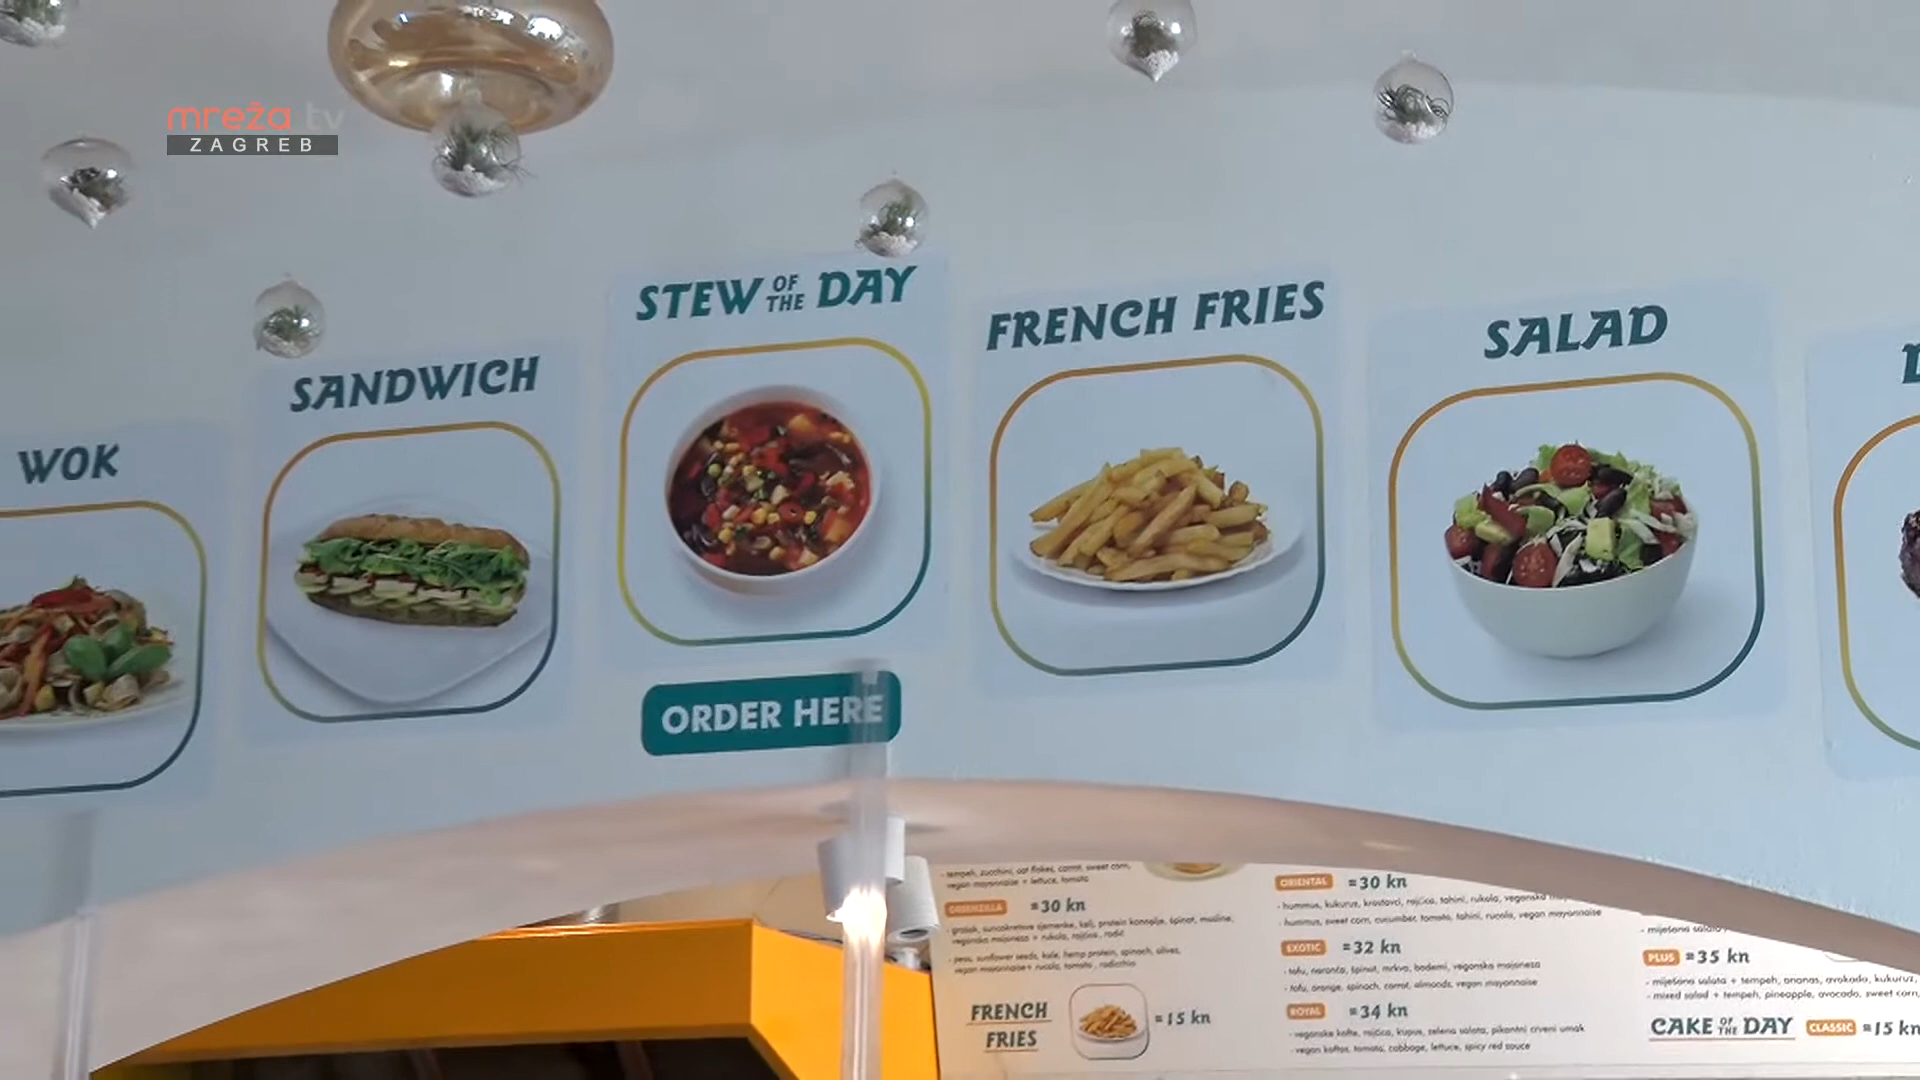 mreža tv
ZAGREB
WOK
SANDWICH
STEW OF THE DAY
FRENCH FRIES
SALAD
ORDER HERE
- tempeh, zucchini, oat flakes, carrot, sweet corn,
vegan mayonnaise + lettuce, tomato
GREENZILLA =30 kn
- grašak, suncokretove sjemenke, kelj, protein konoplje, špinat, masline,
veganska majoneza + rukola, rajčica, radič
- peas, sunflower seeds, kale, hemp protein, spinach, olives,
vegan mayonnaise+ rucola, tomato, radicchio
FRENCH
FRIES
=15 kn
ORIENTAL =30 kn
- hummus, kukuruz, krastavci, rajčica, tahini, rukola, veganska
- hummus, sweet corn, cucumber, tomato, tahini, rucola, vegan mayonnaise
EXOTIC =32 kn
- tofu, naranča, špinat, mrkva, bademi, veganska majoneza
- tofu, orange, spinach, carrot, almonds, vegan mayonnaise
ROYAL =34 kn
- veganske kofte, rajčica, kupus, zelena salata, pikantni crveni umak
- vegan koftas, tomato, cabbage, lettuce, spicy red sauce
- miješana salata
PLUS =35 kn
- miješana salata + tempeh, ananas, avokado, kukuruz,
- mixed salad + tempeh, pineapple, avocado, sweet corn,
CAKE OF THE DAY CLASSIC =15 kn